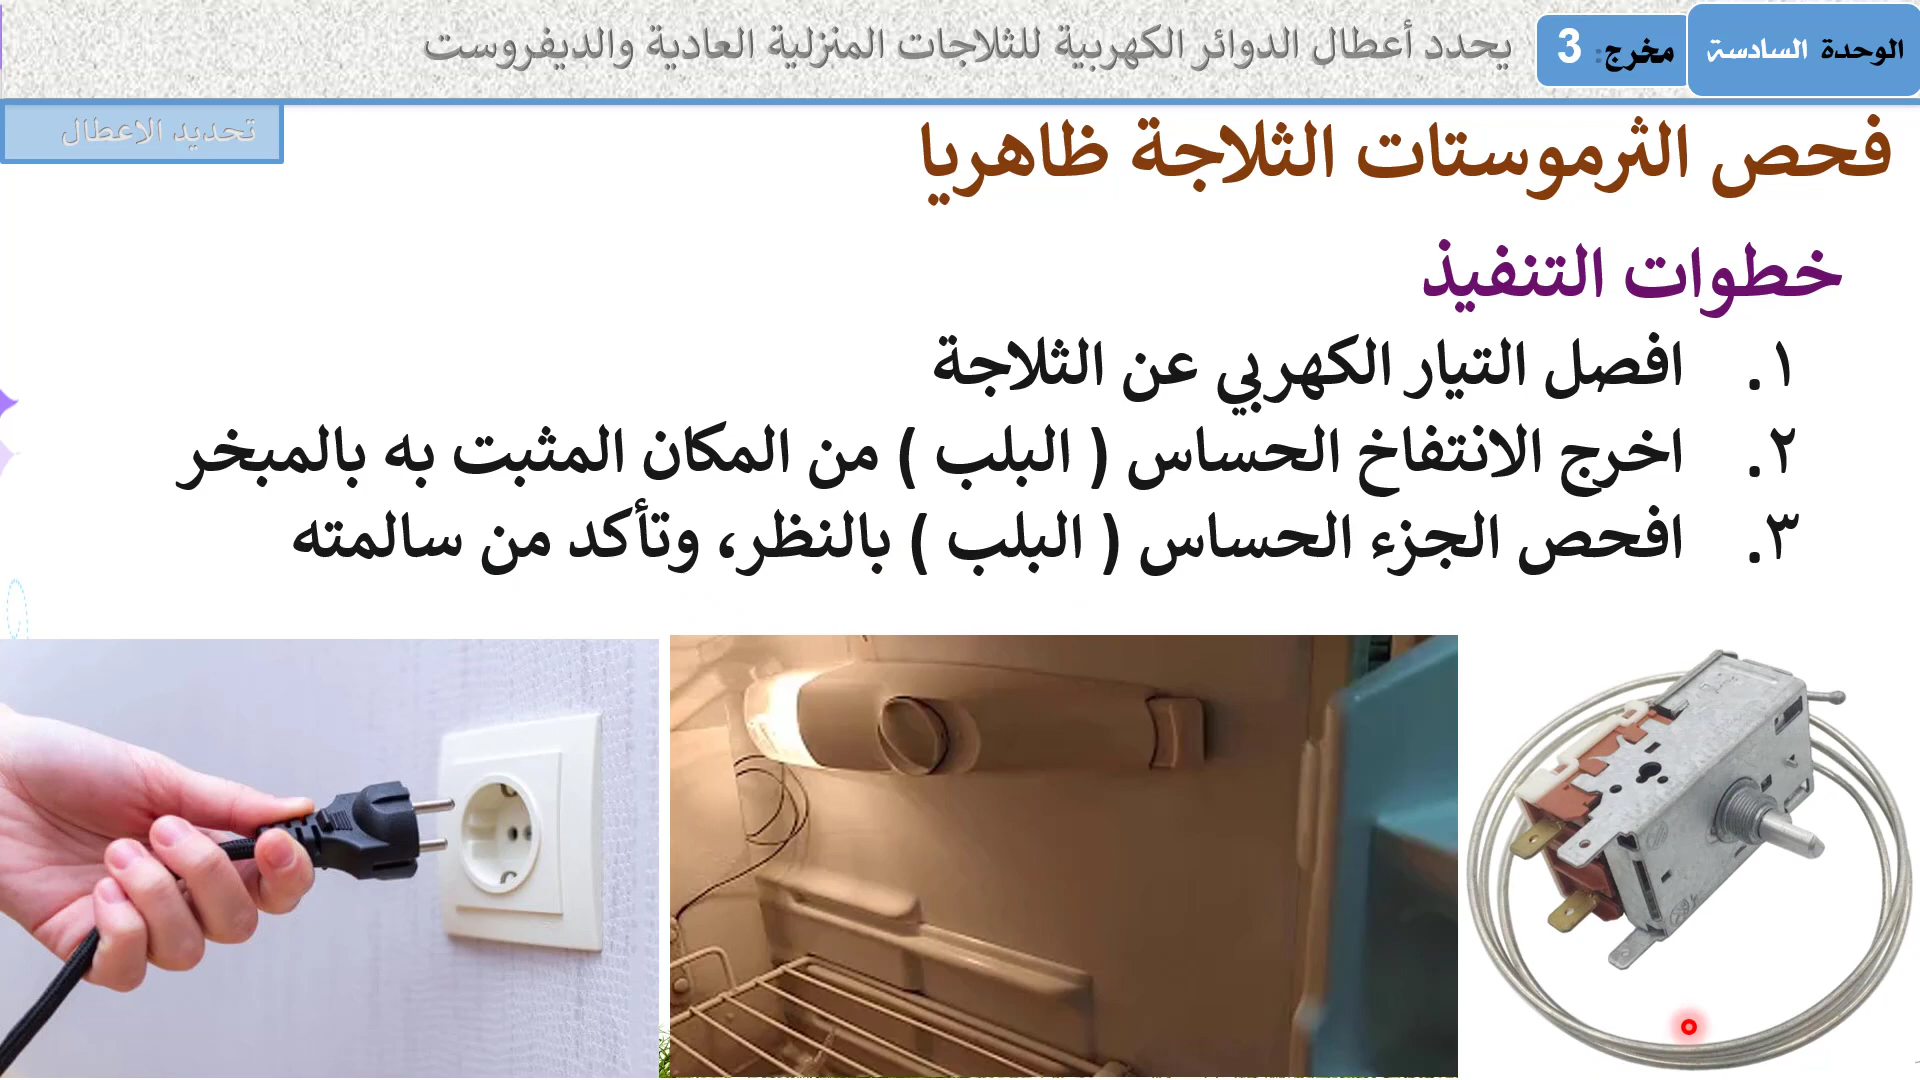 الوحدة السادسة
مخرج: 3
يحدد أعطال الدوائر الكهربية للثلاجات المنزلية العادية والديفروست
تحديد الاعطال
فحص الثرموستات الثلاجة ظاهريا
خطوات التنفيذ
١. افصل التيار الكهربي عن الثلاجة
٢. اخرج الانتفاخ الحساس ( البلب ) من المكان المثبت به بالمبخر
٣. افحص الجزء الحساس ( البلب ) بالنظر، وتأكد من سالمته